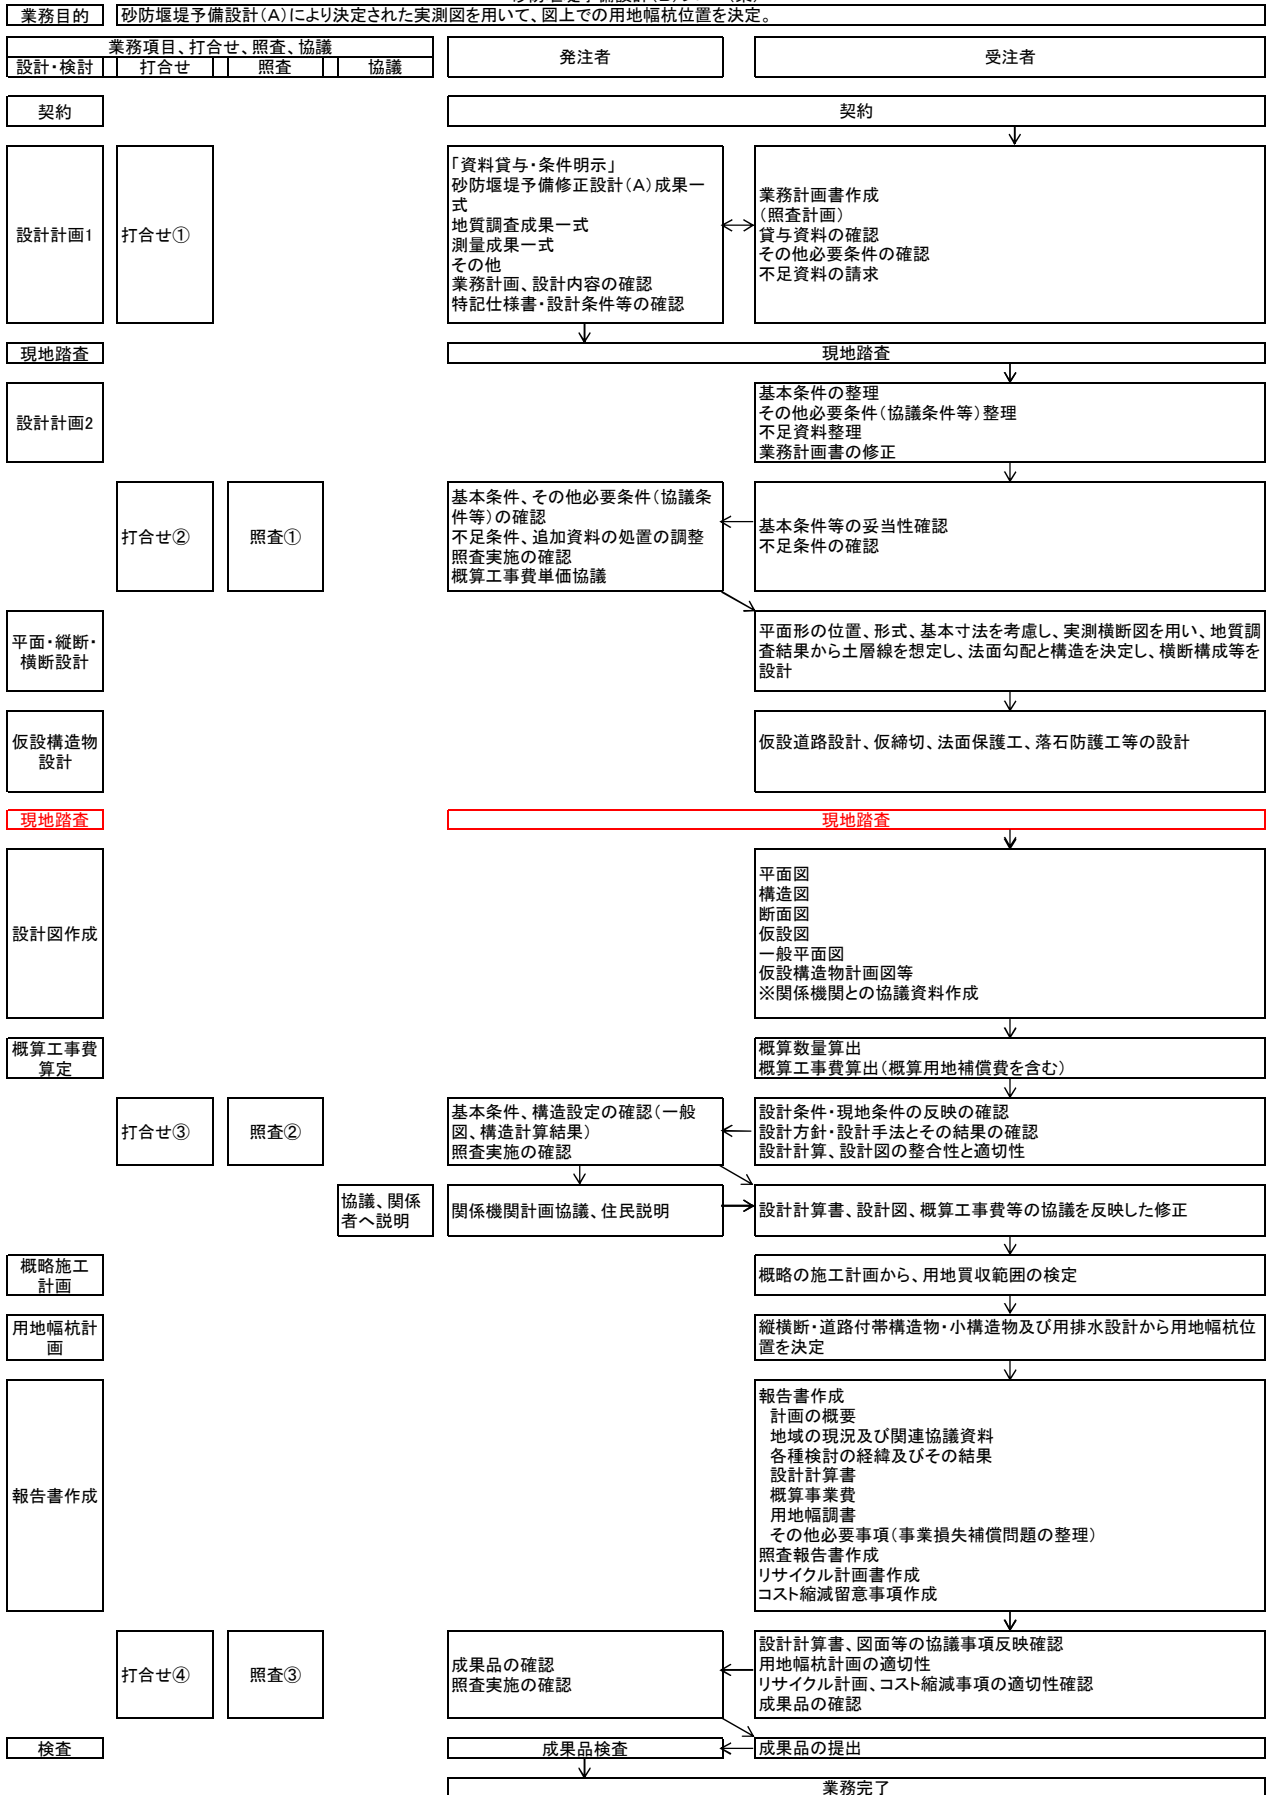 業務目的
砂防堰堤予備設計(A)により決定された実測図を用いて、図上での用地幅杭位置を決定。
業務項目、打合せ、照査、協議
設計・検討
打合せ
照査
協議
発注者
受注者
契約
契約
設計計画1
打合せ①
「資料貸与・条件明示」
砂防堰堤予備修正設計(A)成果一
式
地質調査成果一式
測量成果一式
その他
業務計画、設計内容の確認
特記仕様書・設計条件等の確認
業務計画書作成
(照査計画)
貸与資料の確認
その他必要条件の確認
不足資料の請求
現地踏査
現地踏査
設計計画2
基本条件の整理
その他必要条件(協議条件等)整理
不足資料整理
業務計画書の修正
打合せ②
照査①
基本条件、その他必要条件(協議条
件等)の確認
不足条件、追加資料の処置の調整
照査実施の確認
概算工事費単価協議
基本条件等の妥当性確認
不足条件の確認
平面・縦断・
横断設計
平面形の位置、形式、基本寸法を考慮し、実測横断図を用い、地質調
査結果から土層線を想定し、法面勾配と構造を決定し、横断構成等を
設計
仮設構造物
設計
仮設道路設計、仮締切、法面保護工、落石防護工等の設計
現地踏査
現地踏査
設計図作成
平面図
構造図
断面図
仮設図
一般平面図
仮設構造物計画図等
※関係機関との協議資料作成
概算工事費
算定
概算数量算出
概算工事費算出(概算用地補償費を含む)
打合せ③
照査②
基本条件、構造設定の確認(一般
図、構造計算結果)
照査実施の確認
設計条件・現地条件の反映の確認
設計方針・設計手法とその結果の確認
設計計算、設計図の整合性と適切性
協議、関係
者へ説明
関係機関計画協議、住民説明
設計計算書、設計図、概算工事費等の協議を反映した修正
概略施工
計画
概略の施工計画から、用地買収範囲の検定
用地幅杭計
画
縦横断・道路付帯構造物・小構造物及び用排水設計から用地幅杭位
置を決定
報告書作成
報告書作成
計画の概要
地域の現況及び関連協議資料
各種検討の経緯及びその結果
設計計算書
概算事業費
用地幅調書
その他必要事項(事業損失補償問題の整理)
照査報告書作成
リサイクル計画書作成
コスト縮減留意事項作成
打合せ④
照査③
成果品の確認
照査実施の確認
設計計算書、図面等の協議事項反映確認
用地幅杭計画の適切性
リサイクル計画、コスト縮減事項の適切性確認
成果品の確認
検査
成果品検査
成果品の提出
業務完了